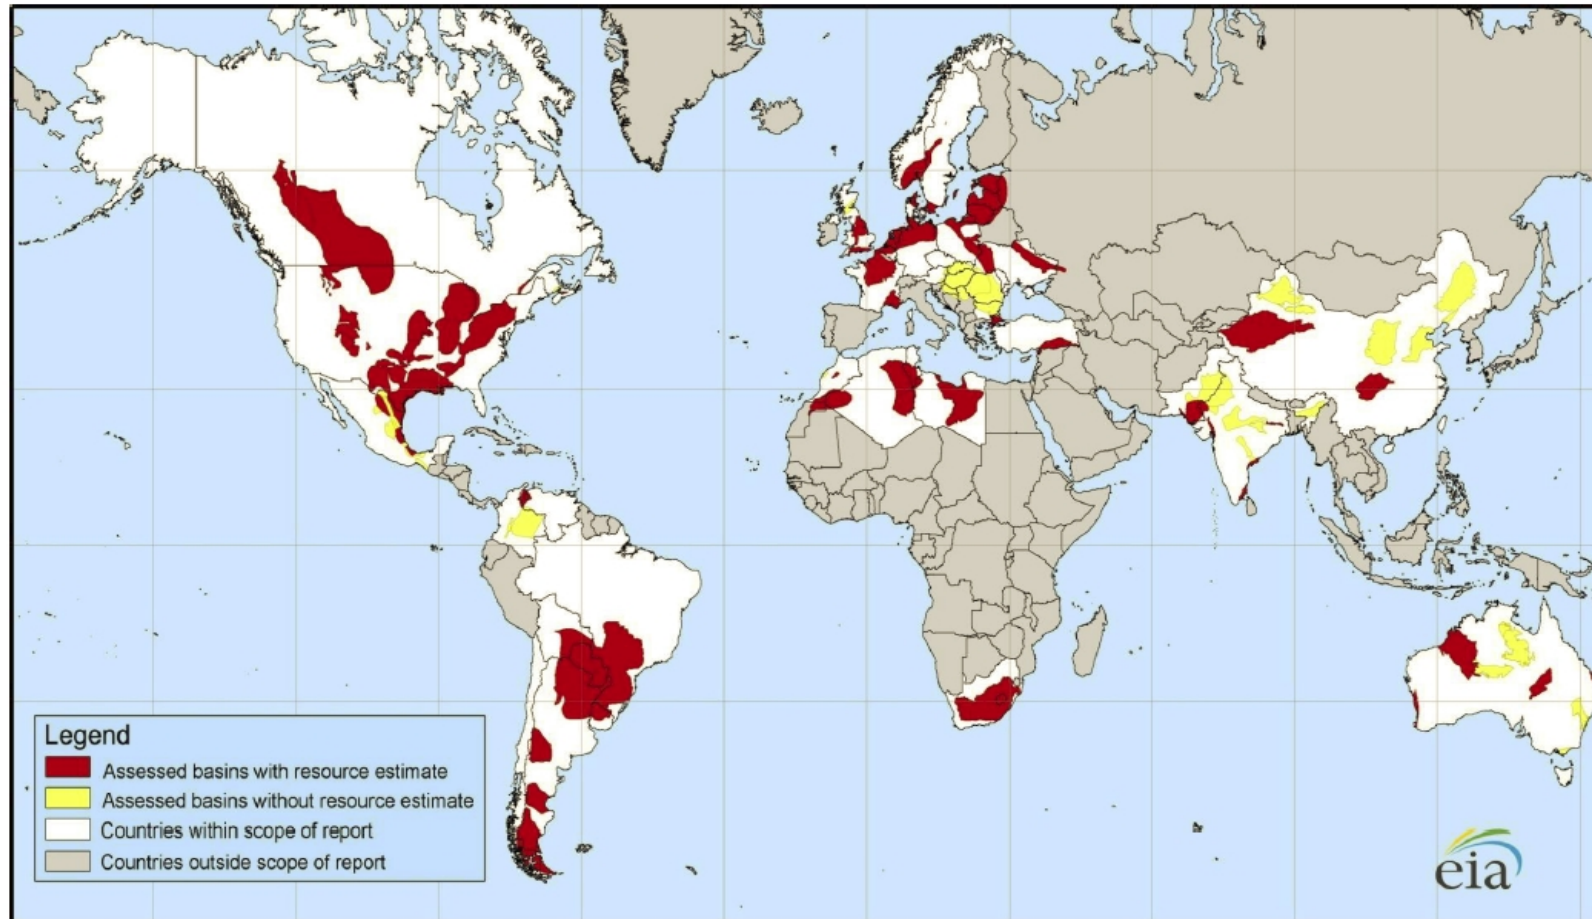 Legend
Assessed basins with resource estimate
Assessed basins without resource estimate
Countries within scope of report
Countries outside scope of report
eia